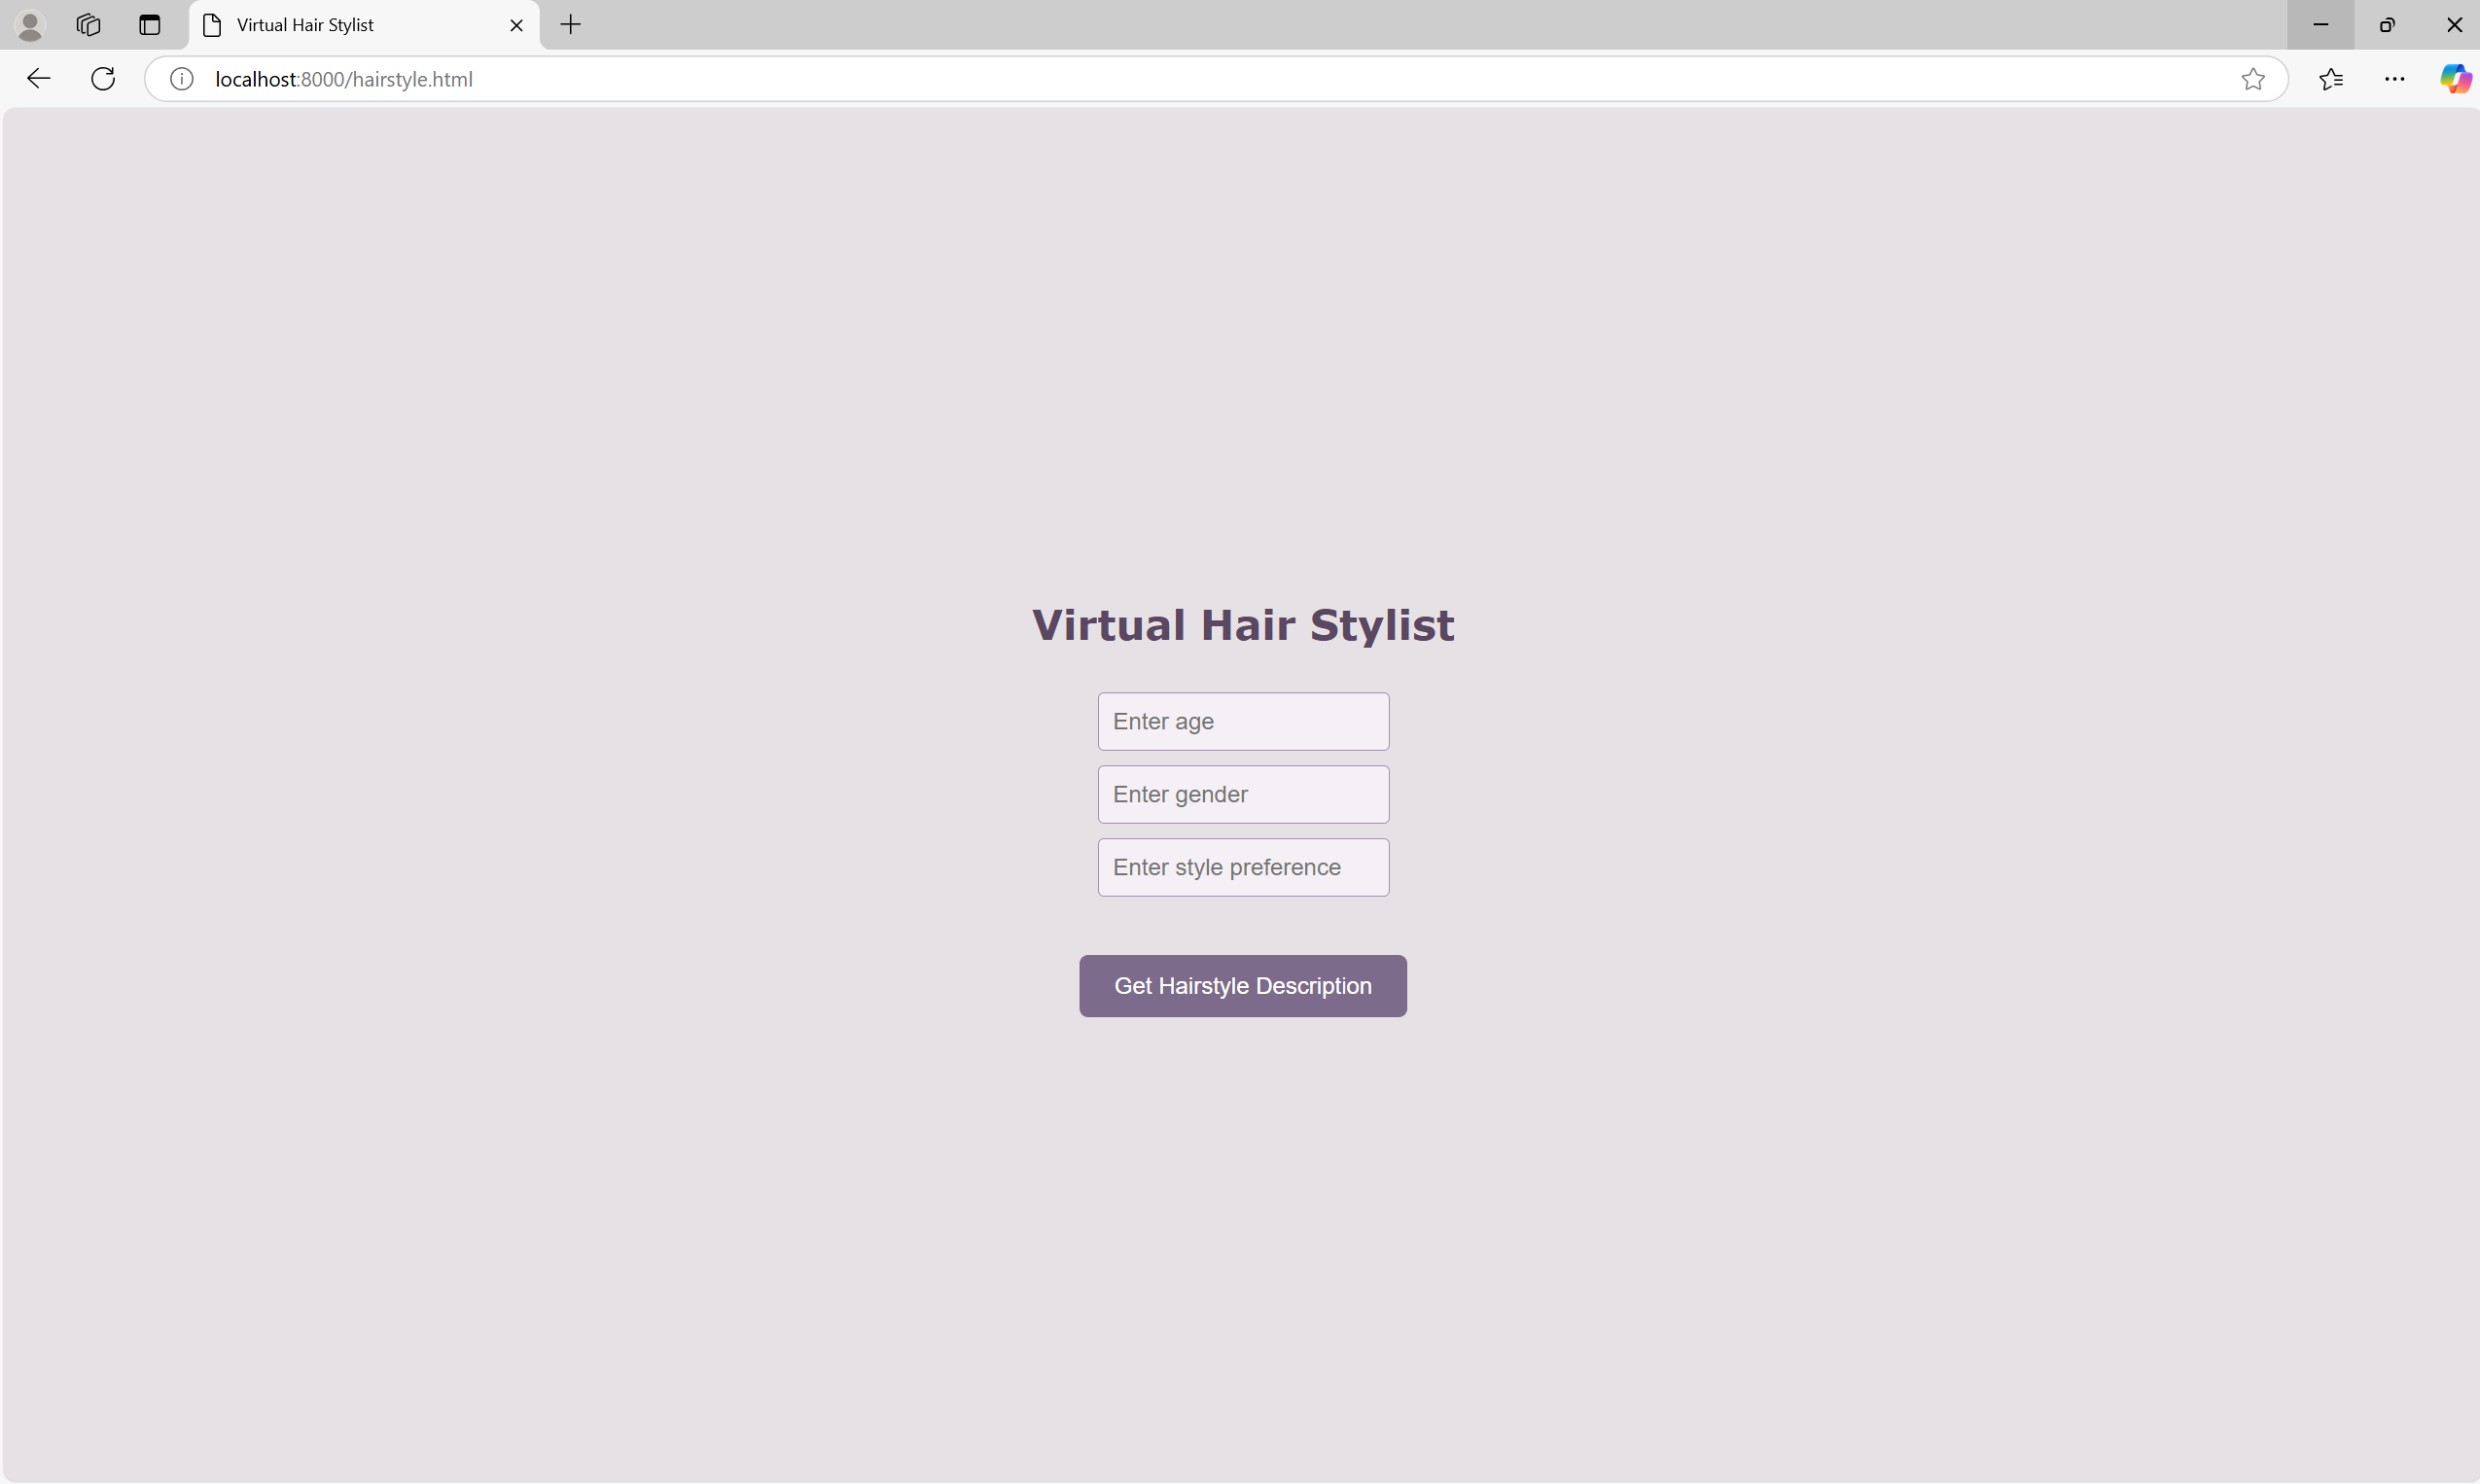 Virtual Hair Stylist
localhost:8000/hairstyle.html
Virtual Hair Stylist
Enter age
Enter gender
Enter style preference
Get Hairstyle Description